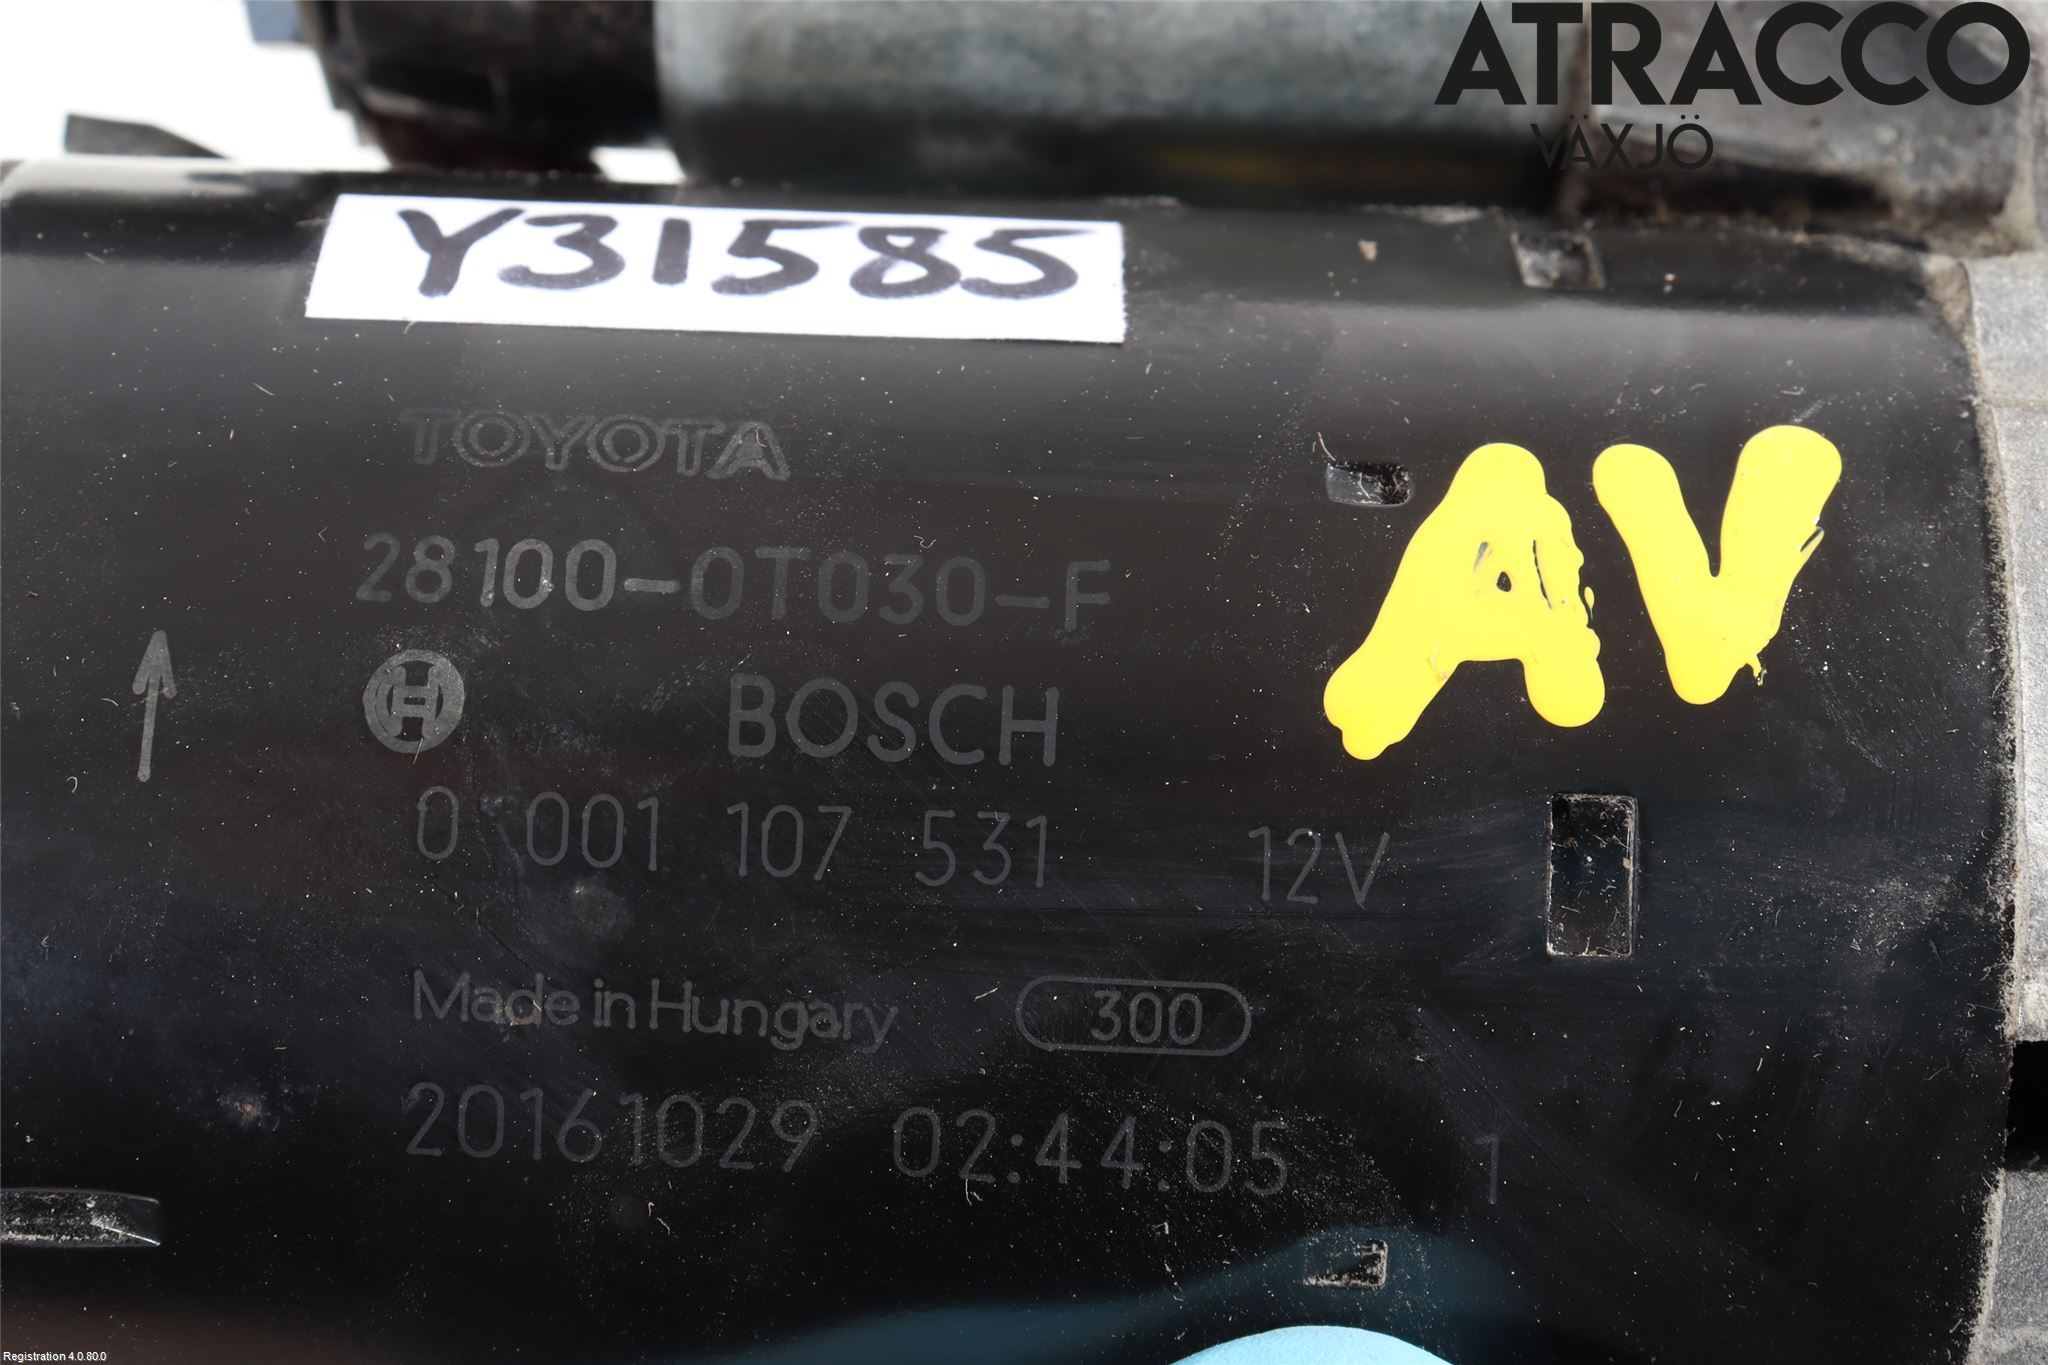 ATRACCO
VÄXJÖ
Y31585
TOYOTA
28100-0T030-F
AV
BOSCH
0 001 107 531 12V
Made in Hungary 300
20161029 02:44:05 1
Registration 4.0.80.0